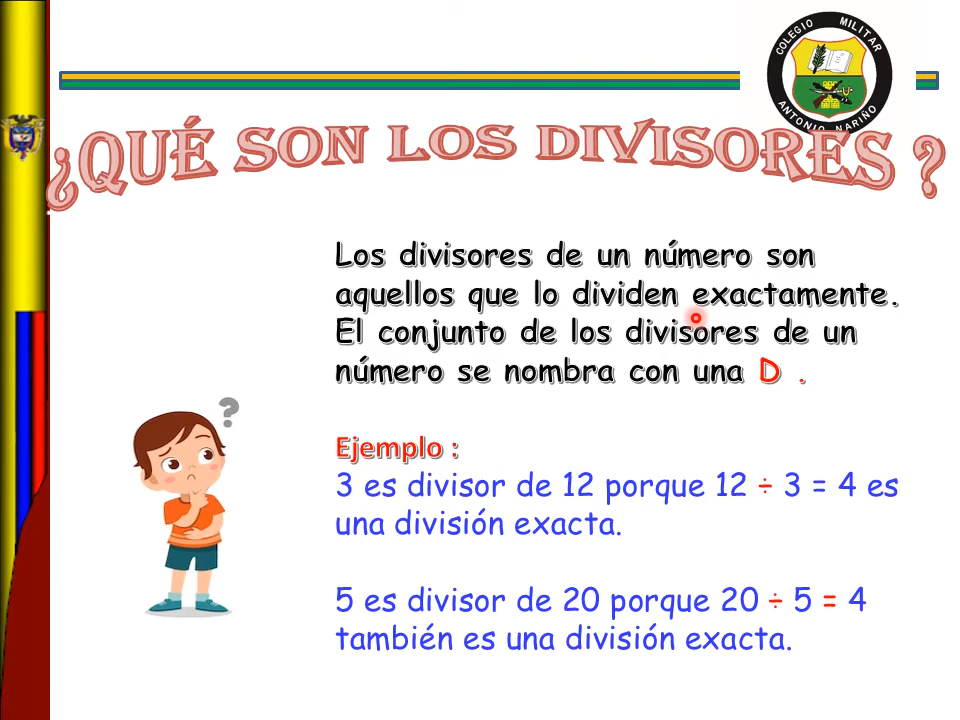 COLEGIO MILITAR
ANTONIO NARIÑO
¿QUÉ SON LOS DIVISORES ?
Los divisores de un número son
aquellos que lo dividen exactamente.
El conjunto de los divisores de un
número se nombra con una D .
Ejemplo :
3 es divisor de 12 porque 12 ÷ 3 = 4 es
una división exacta.
5 es divisor de 20 porque 20 ÷ 5 = 4
también es una división exacta.
?